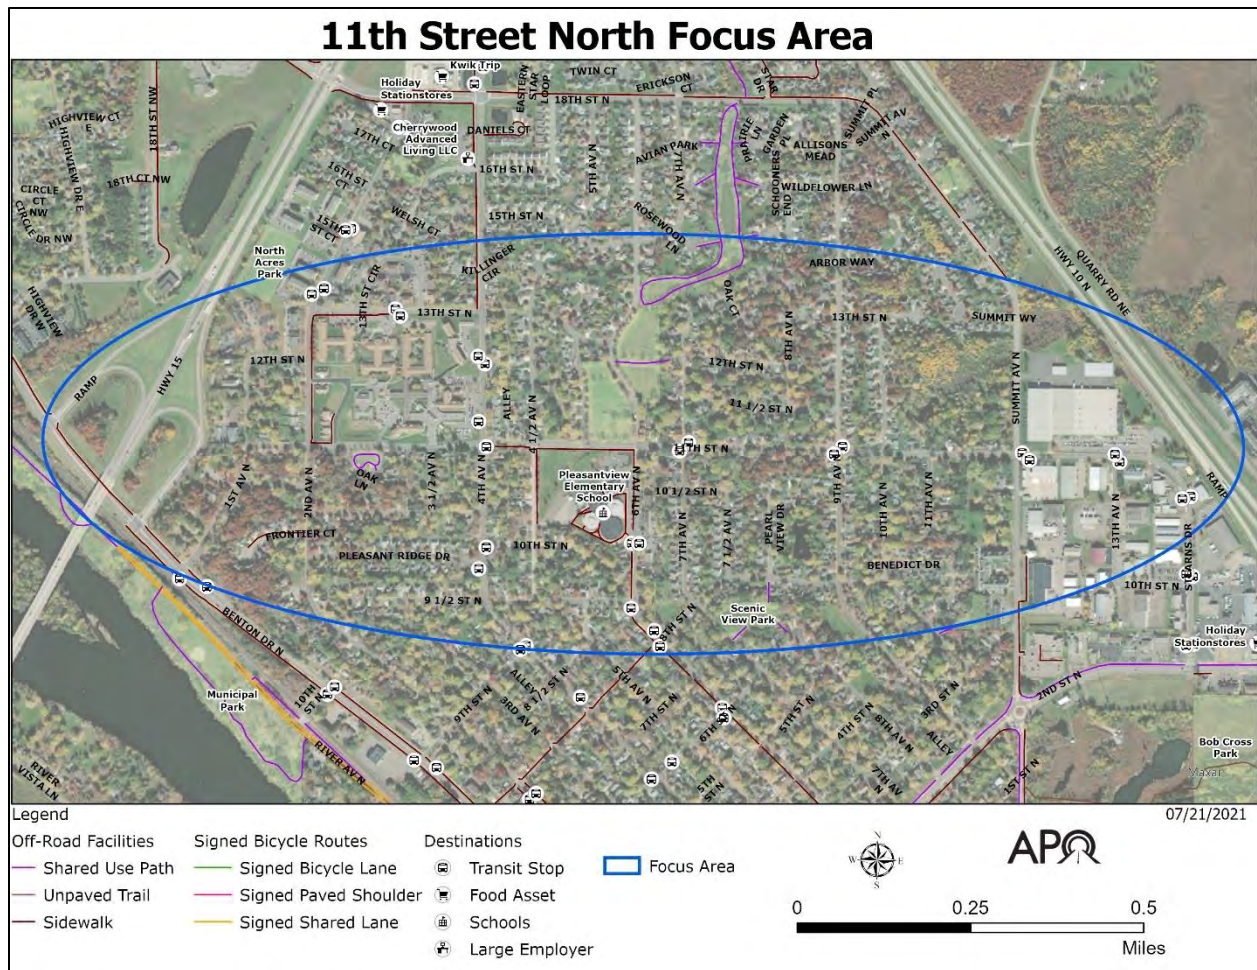 11th Street North Focus Area
Kwik Trip
Holiday
Stationstores
EASTERN
STAR
LOOP
TWIN CT
ERICKSON
CT
STAR
DR
18TH ST N
SUMMIT PL
SUMMIT AV
N
HIGHVIEW CT
E
HIGHVIEW DR E
18TH ST NW
17TH CT
Cherrywood
Advanced
Living LLC
DANIELS CT
16TH ST N
5TH AV N
AVIAN PARK
7TH AV N
PRAIRIE
LN
GARDEN
PL
ALLISONS
MEAD
SCHOONERS
END
WILDFLOWER LN
18TH CT NW
CIRCLE
CT
NW
CIRCLE DR NW
16TH ST
CT
15TH
ST CT
WELSH CT
15TH ST N
ROSEWOOD
LN
North
Acres
Park
KILLINGER
CIR
ARBOR WAY
HWY 10 N
QUARRY RD NE
HIGHVIEW
DR W
13TH ST CIR
13TH ST N
OAK CT
13TH ST N
SUMMIT WY
8TH AV N
RAMP
HWY 15
12TH ST N
12TH ST N
SUMMIT AV N
ALLEY
4 1/2 AV N
11 1/2 ST N
11TH ST N
1ST AV N
2ND AV N
OAK
LN
3-1/2 AV N
4TH AV N
Pleasantview
Elementary
School
6TH AV N
10 1/2 ST N
9TH AV N
10TH AV N
11TH AV N
13TH AV N
RAMP
STEARNS DR
FRONTIER CT
PLEASANT RIDGE DR
10TH ST N
7TH AV N
7 1/2 AV N
PEARL
VIEW DR
BENEDICT DR
10TH ST N
9 1/2 ST N
BENTON DR N
8TH ST N
Scenic
View Park
Holiday
Stationstores
Municipal
Park
10TH
ST N
9TH ST N
ALLEY
8 1/2 ST N
3RD AV N
5TH AV N
7TH ST N
6TH ST N
5TH ST N
4TH ST N
8TH AV N
3RD ST N
ALLEY
2ND ST N
RIVER
VISTA LN
RIVER AV N
5TH
ST N
7TH AV
N
1ST ST N
Bob Cross
Park
Maxar
Legend
07/21/2021
Off-Road Facilities
Signed Bicycle Routes
Destinations
Shared Use Path
Signed Bicycle Lane
Transit Stop
Focus Area
Unpaved Trail
Signed Paved Shoulder
Food Asset
Sidewalk
Signed Shared Lane
Schools
Large Employer
N
W
E
S
APO
0
0.25
0.5
Miles